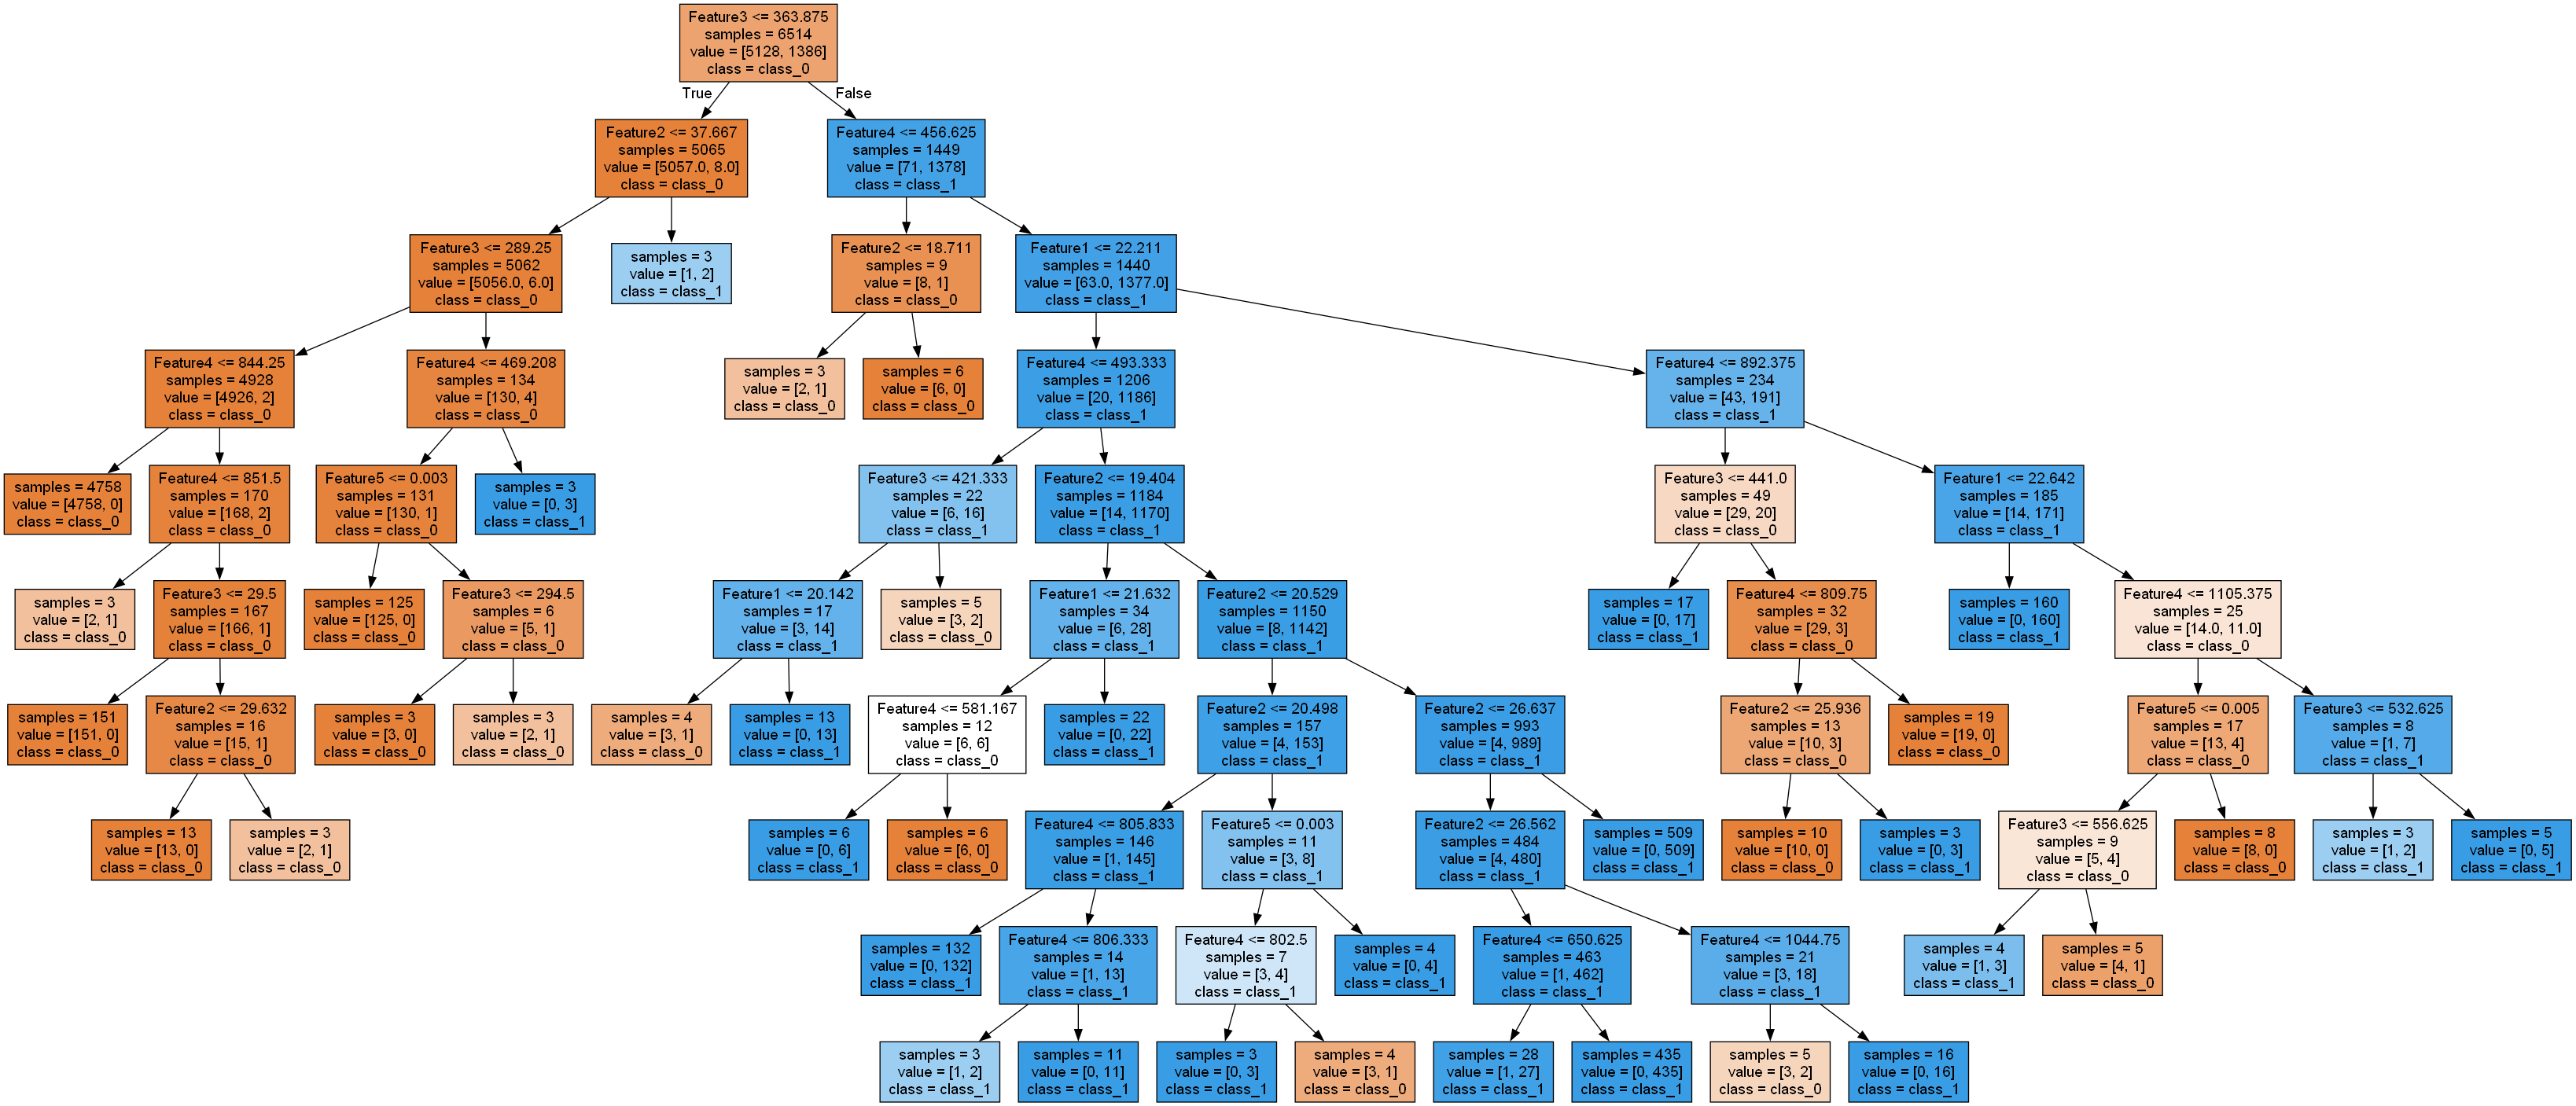 Feature3 <= 363.875
samples = 6514
value = [5128, 1386]
class = class_0
True
False
Feature2 <= 37.667
samples = 5065
value = [5057.0, 8.0]
class = class_0
Feature4 <= 456.625
samples = 1449
value = [71, 1378]
class = class_1
Feature3 <= 289.25
samples = 5062
value = [5056.0, 6.0]
class = class_0
samples = 3
value = [1, 2]
class = class_1
Feature2 <= 18.711
samples = 9
value = [8, 1]
class = class_0
Feature1 <= 22.211
samples = 1440
value = [63.0, 1377.0]
class = class_1
Feature4 <= 844.25
samples = 4928
value = [4926, 2]
class = class_0
Feature4 <= 469.208
samples = 134
value = [130, 4]
class = class_0
samples = 3
value = [2, 1]
class = class_0
samples = 6
value = [6, 0]
class = class_0
Feature4 <= 493.333
samples = 1206
value = [20, 1186]
class = class_1
Feature4 <= 892.375
samples = 234
value = [43, 191]
class = class_1
samples = 4758
value = [4758, 0]
class = class_0
Feature4 <= 851.5
samples = 170
value = [168, 2]
class = class_0
Feature5 <= 0.003
samples = 131
value = [130, 1]
class = class_0
samples = 3
value = [0, 3]
class = class_1
Feature3 <= 421.333
samples = 22
value = [6, 16]
class = class_1
Feature2 <= 19.404
samples = 1184
value = [14, 1170]
class = class_1
Feature3 <= 441.0
samples = 49
value = [29, 20]
class = class_0
Feature1 <= 22.642
samples = 185
value = [14, 171]
class = class_1
samples = 3
value = [2, 1]
class = class_0
Feature3 <= 29.5
samples = 167
value = [166, 1]
class = class_0
samples = 125
value = [125, 0]
class = class_0
Feature3 <= 294.5
samples = 6
value = [5, 1]
class = class_0
Feature1 <= 20.142
samples = 17
value = [3, 14]
class = class_1
samples = 5
value = [3, 2]
class = class_0
Feature1 <= 21.632
samples = 34
value = [6, 28]
class = class_1
Feature2 <= 20.529
samples = 1150
value = [8, 1142]
class = class_1
samples = 17
value = [0, 17]
class = class_1
Feature4 <= 809.75
samples = 32
value = [29, 3]
class = class_0
samples = 160
value = [0, 160]
class = class_1
Feature4 <= 1105.375
samples = 25
value = [14.0, 11.0]
class = class_0
samples = 151
value = [151, 0]
class = class_0
Feature2 <= 29.632
samples = 16
value = [15, 1]
class = class_0
samples = 3
value = [3, 0]
class = class_0
samples = 3
value = [2, 1]
class = class_0
samples = 4
value = [3, 1]
class = class_0
samples = 13
value = [0, 13]
class = class_1
Feature4 <= 581.167
samples = 12
value = [6, 6]
class = class_0
samples = 22
value = [0, 22]
class = class_1
Feature2 <= 20.498
samples = 157
value = [4, 153]
class = class_1
Feature2 <= 26.637
samples = 993
value = [4, 989]
class = class_1
Feature2 <= 25.936
samples = 13
value = [10, 3]
class = class_0
samples = 19
value = [19, 0]
class = class_0
Feature5 <= 0.005
samples = 17
value = [13, 4]
class = class_0
Feature3 <= 532.625
samples = 8
value = [1, 7]
class = class_1
samples = 13
value = [13, 0]
class = class_0
samples = 3
value = [2, 1]
class = class_0
samples = 6
value = [0, 6]
class = class_1
samples = 6
value = [6, 0]
class = class_0
Feature4 <= 805.833
samples = 146
value = [1, 145]
class = class_1
Feature5 <= 0.003
samples = 11
value = [3, 8]
class = class_1
Feature2 <= 26.562
samples = 484
value = [4, 480]
class = class_1
samples = 509
value = [0, 509]
class = class_1
samples = 10
value = [10, 0]
class = class_0
samples = 3
value = [0, 3]
class = class_1
Feature3 <= 556.625
samples = 9
value = [5, 4]
class = class_0
samples = 8
value = [8, 0]
class = class_0
samples = 3
value = [1, 2]
class = class_1
samples = 5
value = [0, 5]
class = class_1
samples = 132
value = [0, 132]
class = class_1
Feature4 <= 806.333
samples = 14
value = [1, 13]
class = class_1
Feature4 <= 802.5
samples = 7
value = [3, 4]
class = class_1
samples = 4
value = [0, 4]
class = class_1
Feature4 <= 650.625
samples = 463
value = [1, 462]
class = class_1
Feature4 <= 1044.75
samples = 21
value = [3, 18]
class = class_1
samples = 4
value = [1, 3]
class = class_1
samples = 5
value = [4, 1]
class = class_0
samples = 3
value = [1, 2]
class = class_1
samples = 11
value = [0, 11]
class = class_1
samples = 3
value = [0, 3]
class = class_1
samples = 4
value = [3, 1]
class = class_0
samples = 28
value = [1, 27]
class = class_1
samples = 435
value = [0, 435]
class = class_1
samples = 5
value = [3, 2]
class = class_0
samples = 16
value = [0, 16]
class = class_1